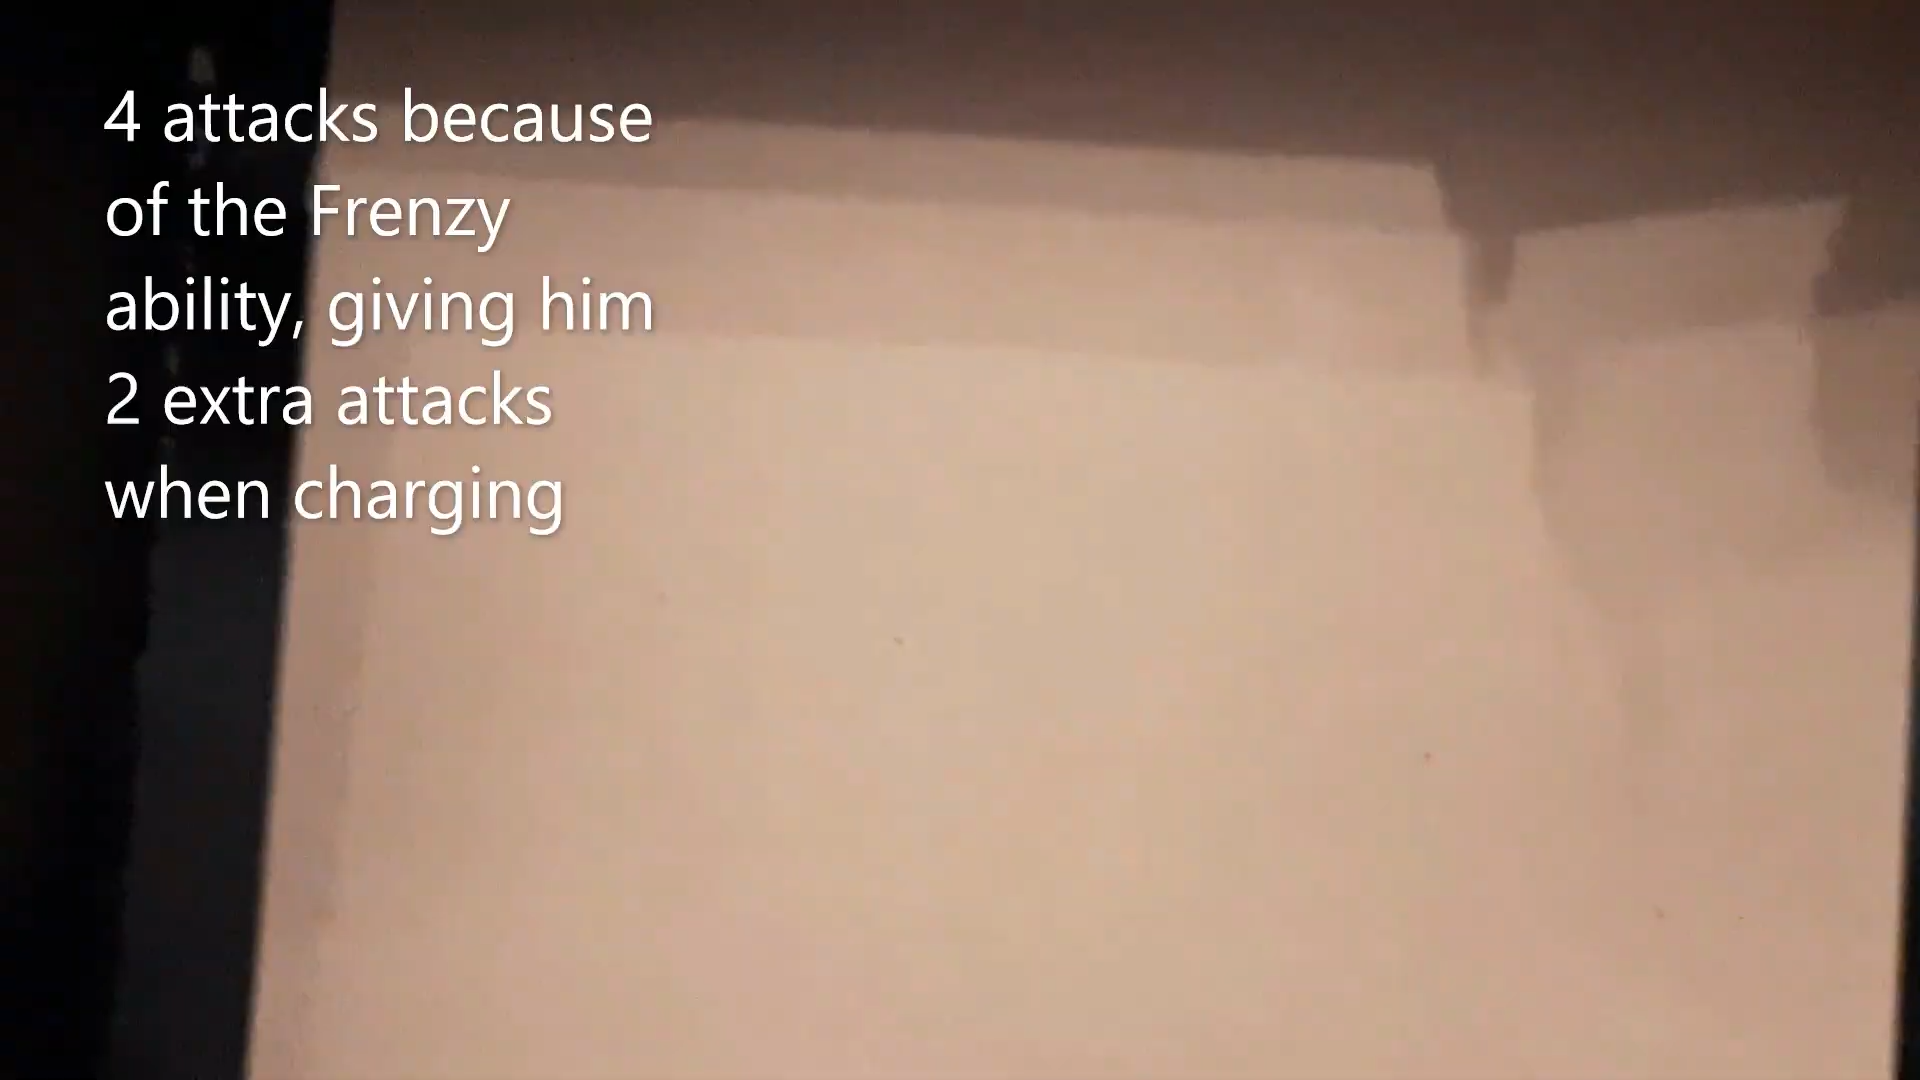 4 attacks because
of the Frenzy
ability, giving him
2 extra attacks
when charging